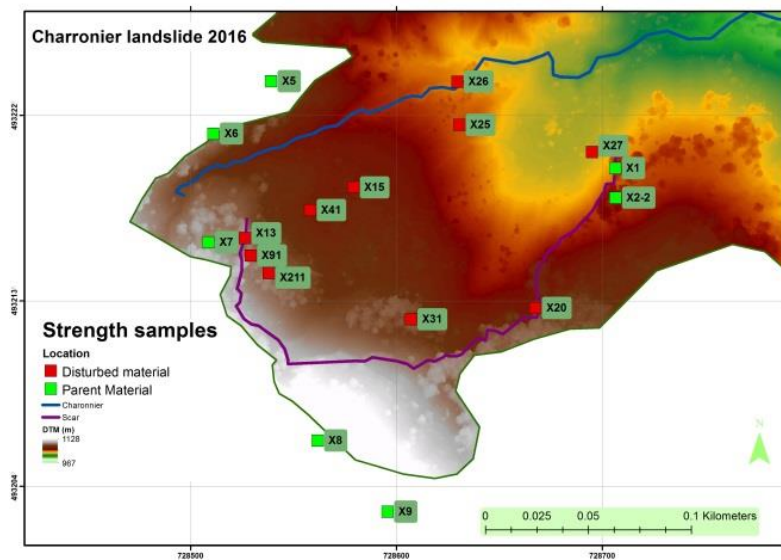 Charronier landslide 2016
X5
X26
493222
X6
X25
X27
X1
X15
X2-2
X41
X13
X7
X91
X211
493213
X20
X31
Strength samples
Location
Disturbed material
Parent Material
Charonnier
Scar
DTM (m)
1128
967
X8
N
493204
X9
0 0.025 0.05 0.1 Kilometers
728500 728600 728700